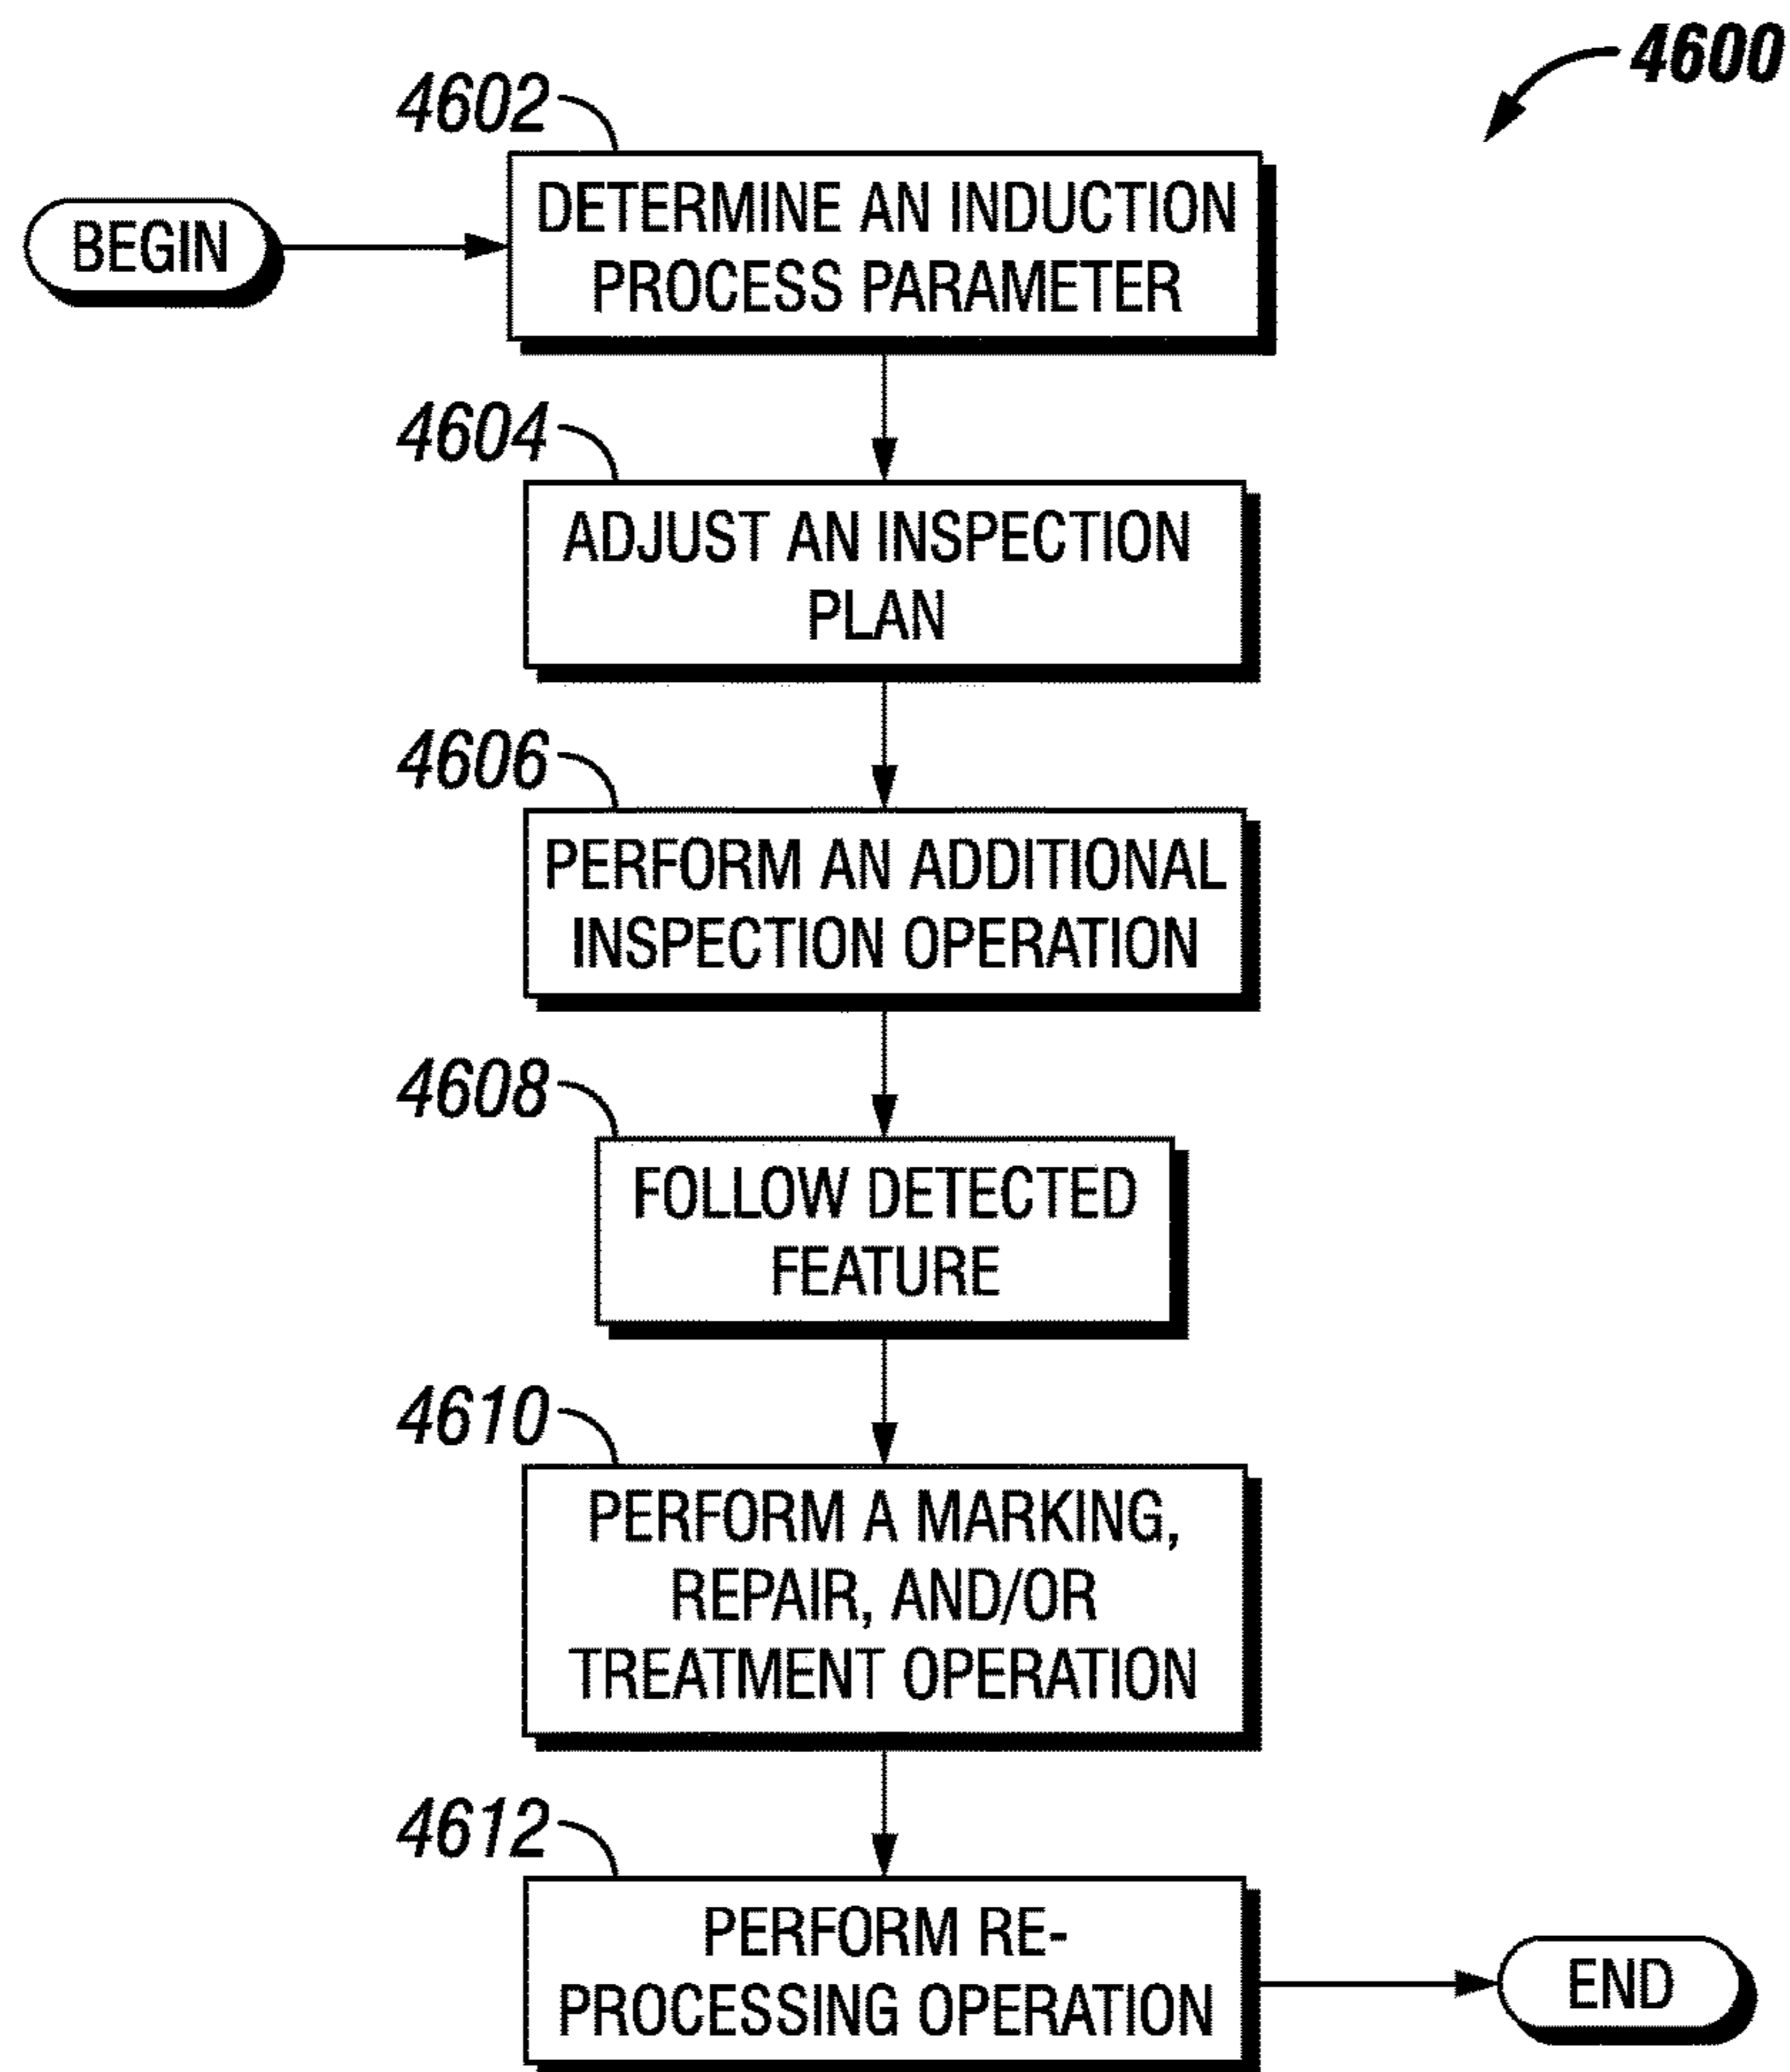 4600
4602
BEGIN
DETERMINE AN INDUCTION
PROCESS PARAMETER
4604
ADJUST AN INSPECTION
PLAN
4606
PERFORM AN ADDITIONAL
INSPECTION OPERATION
4608
FOLLOW DETECTED
FEATURE
4610
PERFORM A MARKING,
REPAIR, AND/OR
TREATMENT OPERATION
4612
PERFORM RE-
PROCESSING OPERATION
END